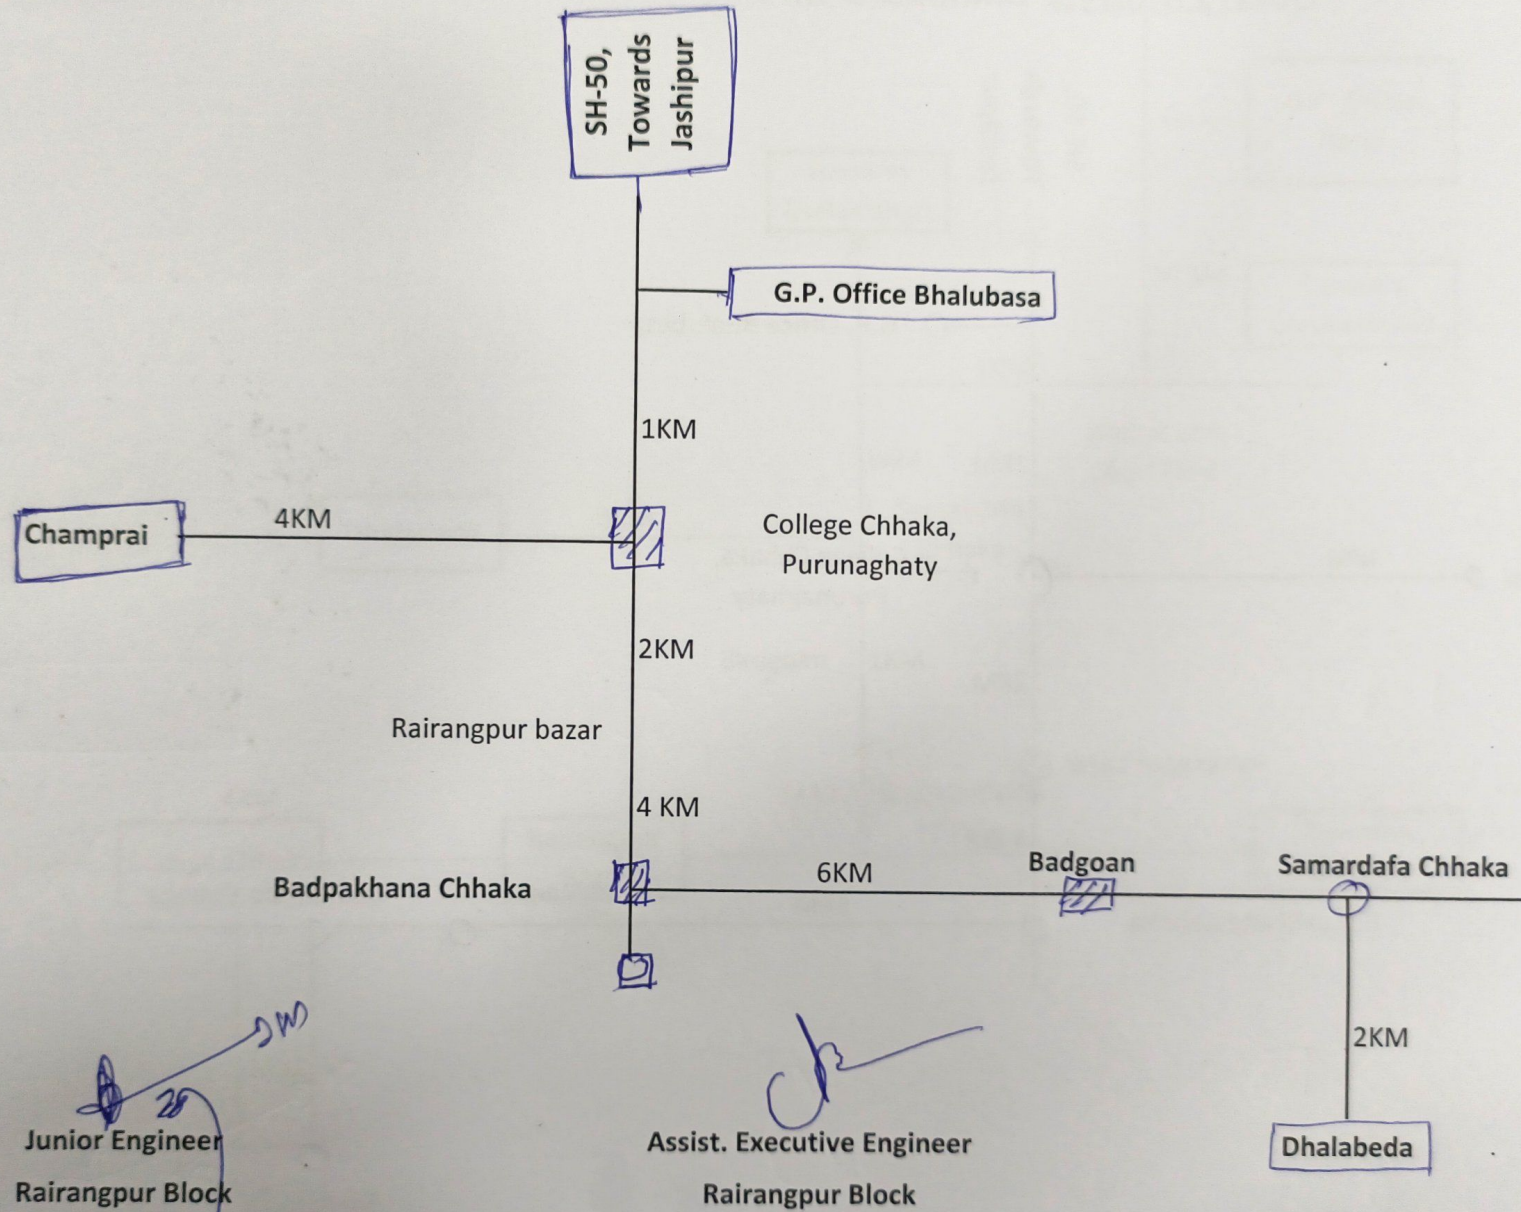 SH-50,
Towards
Jashipur
G.P. Office Bhalubasa
1KM
Champrai
4KM
College Chhaka,
Purunaghaty
2KM
Rairangpur bazar
4 KM
Badpakhana Chhaka
6KM
Badgoan
Samardafa Chhaka
2KM
Dhalabeda
Junior Engineer
Rairangpur Block
Assist. Executive Engineer
Rairangpur Block